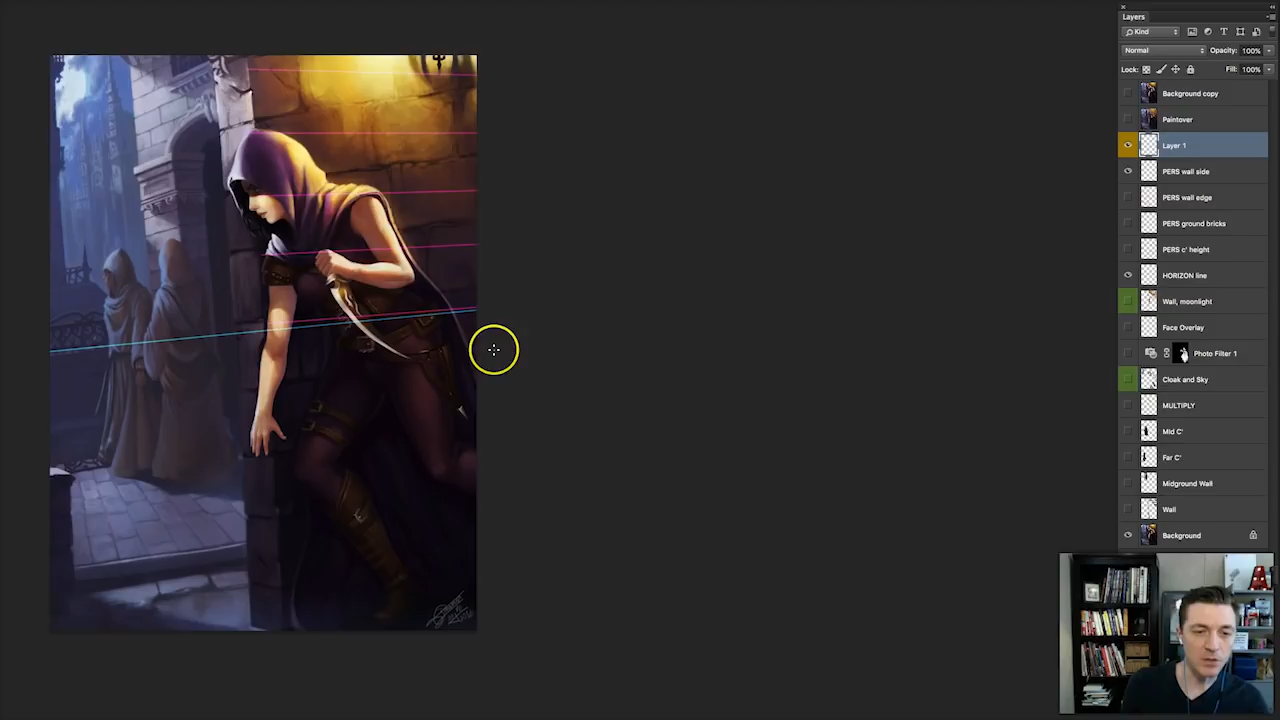 Layers
Kind
Normal
Opacity: 100%
Lock:
Fill: 100%
Background copy
Paintover
Layer 1
PERS wall side
PERS wall edge
PERS ground bricks
PERS c' height
HORIZON line
Wall, moonlight
Face Overlay
Photo Filter 1
Cloak and Sky
MULTIPLY
Mid C'
Far C'
Midground Wall
Wall
Background